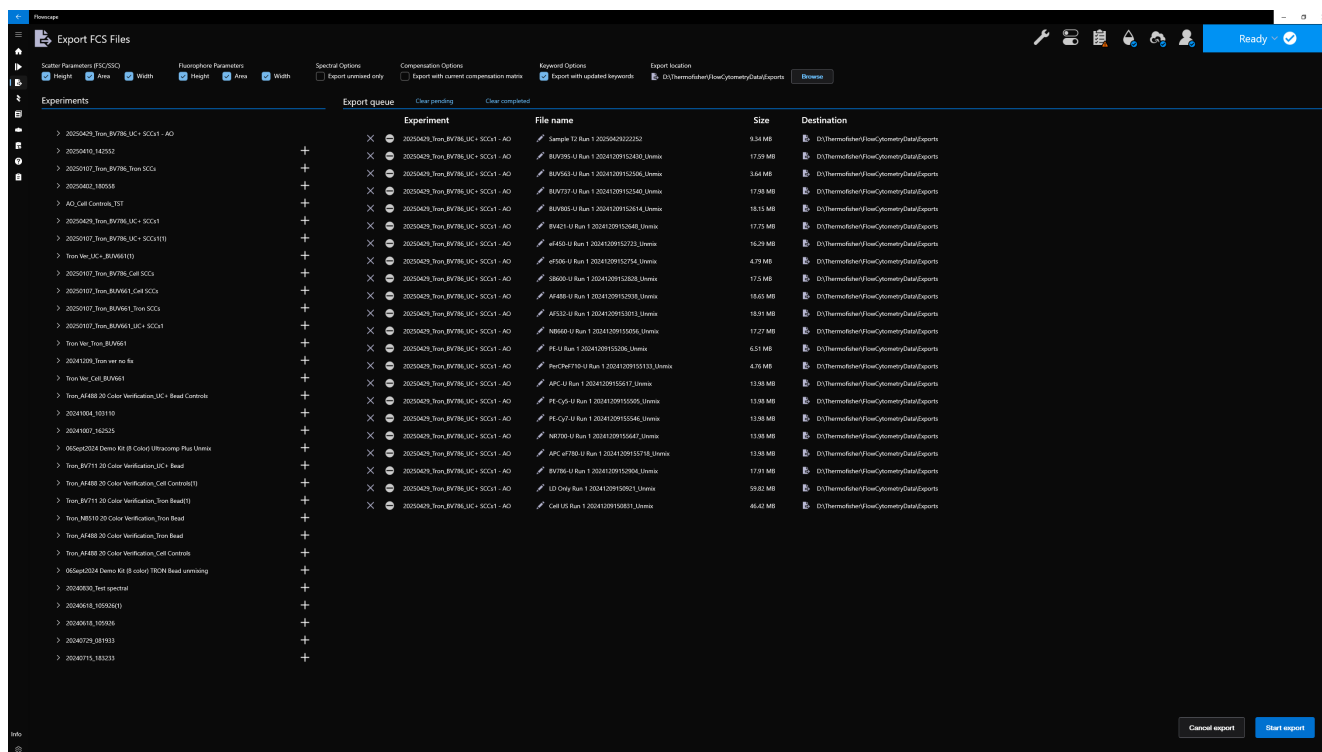 Flowscape
Export FCS Files
Ready
Scatter Parameters (FSC/SSC)
Height Area Width
Fluorophore Parameters
Height Area Width
Spectral Options
Export unmixed only
Compensation Options
Export with current compensation matrix
Keyword Options
Export with updated keywords
Export location
D:\Thermofisher\FlowCytometryData\Exports Browse
Experiments
20250429_Tron_BV786_UC+ SCCs1 - AO
20250410_142552
20250107_Tron_BV786_Tron SCCs
20250402_180558
AO_Cell Controls_TST
20250429_Tron_BV786_UC+ SCCs1
20250107_Tron_BV786_UC+ SCCs1(1)
Tron Ver_UC+_BUV661(1)
20250107_Tron_BV786_Cell SCCs
20250107_Tron_BUV661_Cell SCCs
20250107_Tron_BUV661_Tron SCCs
20250107_Tron_BUV661_UC+ SCCs1
Tron Ver_Tron_BUV661
20241209_Tron ver no fix
Tron Ver_Cell_BUV661
Tron_AF488 20 Color Verification_UC+ Bead Controls
20241004_103110
20241007_162525
06Sept2024 Demo Kit (8 Color) Ultracomp Plus Unmix
Tron_BV711 20 Color Verification_UC+ Bead
Tron_AF488 20 Color Verification_Cell Controls(1)
Tron_BV711 20 Color Verification_Tron Bead(1)
Tron_NB510 20 Color Verification_Tron Bead
Tron_AF488 20 Color Verification_Tron Bead
Tron_AF488 20 Color Verification_Cell Controls
06Sept2024 Demo Kit (8 color) TRON Bead unmixing
20240830_Test spectral
20240618_105926(1)
20240618_105926
20240729_081933
20240715_183233
Export queue Clear pending Clear completed
Experiment File name Size Destination
20250429_Tron_BV786_UC+ SCCs1 - AO Sample T2 Run 1 20250429222252 9.34 MB D:\Thermofisher\FlowCytometryData\Exports
20250429_Tron_BV786_UC+ SCCs1 - AO BUV395-U Run 1 20241209152430_Unmix 17.59 MB D:\Thermofisher\FlowCytometryData\Exports
20250429_Tron_BV786_UC+ SCCs1 - AO BUV563-U Run 1 20241209152506_Unmix 3.64 MB D:\Thermofisher\FlowCytometryData\Exports
20250429_Tron_BV786_UC+ SCCs1 - AO BUV737-U Run 1 20241209152540_Unmix 17.98 MB D:\Thermofisher\FlowCytometryData\Exports
20250429_Tron_BV786_UC+ SCCs1 - AO BUV805-U Run 1 20241209152614_Unmix 18.15 MB D:\Thermofisher\FlowCytometryData\Exports
20250429_Tron_BV786_UC+ SCCs1 - AO BV421-U Run 1 20241209152648_Unmix 17.75 MB D:\Thermofisher\FlowCytometryData\Exports
20250429_Tron_BV786_UC+ SCCs1 - AO eF450-U Run 1 20241209152723_Unmix 16.29 MB D:\Thermofisher\FlowCytometryData\Exports
20250429_Tron_BV786_UC+ SCCs1 - AO eF506-U Run 1 20241209152754_Unmix 4.79 MB D:\Thermofisher\FlowCytometryData\Exports
20250429_Tron_BV786_UC+ SCCs1 - AO SB600-U Run 1 20241209152828_Unmix 17.5 MB D:\Thermofisher\FlowCytometryData\Exports
20250429_Tron_BV786_UC+ SCCs1 - AO AF488-U Run 1 20241209152938_Unmix 18.65 MB D:\Thermofisher\FlowCytometryData\Exports
20250429_Tron_BV786_UC+ SCCs1 - AO AF532-U Run 1 20241209153013_Unmix 18.91 MB D:\Thermofisher\FlowCytometryData\Exports
20250429_Tron_BV786_UC+ SCCs1 - AO NB660-U Run 1 20241209155056_Unmix 17.27 MB D:\Thermofisher\FlowCytometryData\Exports
20250429_Tron_BV786_UC+ SCCs1 - AO PE-U Run 1 20241209155206_Unmix 6.51 MB D:\Thermofisher\FlowCytometryData\Exports
20250429_Tron_BV786_UC+ SCCs1 - AO PerCPeF710-U Run 1 20241209155133_Unmix 4.76 MB D:\Thermofisher\FlowCytometryData\Exports
20250429_Tron_BV786_UC+ SCCs1 - AO APC-U Run 1 20241209155617_Unmix 13.98 MB D:\Thermofisher\FlowCytometryData\Exports
20250429_Tron_BV786_UC+ SCCs1 - AO PE-Cy5-U Run 1 20241209155505_Unmix 13.98 MB D:\Thermofisher\FlowCytometryData\Exports
20250429_Tron_BV786_UC+ SCCs1 - AO PE-Cy7-U Run 1 20241209155546_Unmix 13.98 MB D:\Thermofisher\FlowCytometryData\Exports
20250429_Tron_BV786_UC+ SCCs1 - AO NR700-U Run 1 20241209155647_Unmix 13.98 MB D:\Thermofisher\FlowCytometryData\Exports
20250429_Tron_BV786_UC+ SCCs1 - AO APC eF780-U Run 1 20241209155718_Unmix 13.98 MB D:\Thermofisher\FlowCytometryData\Exports
20250429_Tron_BV786_UC+ SCCs1 - AO BV786-U Run 1 20241209152904_Unmix 17.91 MB D:\Thermofisher\FlowCytometryData\Exports
20250429_Tron_BV786_UC+ SCCs1 - AO LD Only Run 1 20241209150921_Unmix 59.82 MB D:\Thermofisher\FlowCytometryData\Exports
20250429_Tron_BV786_UC+ SCCs1 - AO Cell US Run 1 20241209150831_Unmix 46.42 MB D:\Thermofisher\FlowCytometryData\Exports
Cancel export Start export
Info